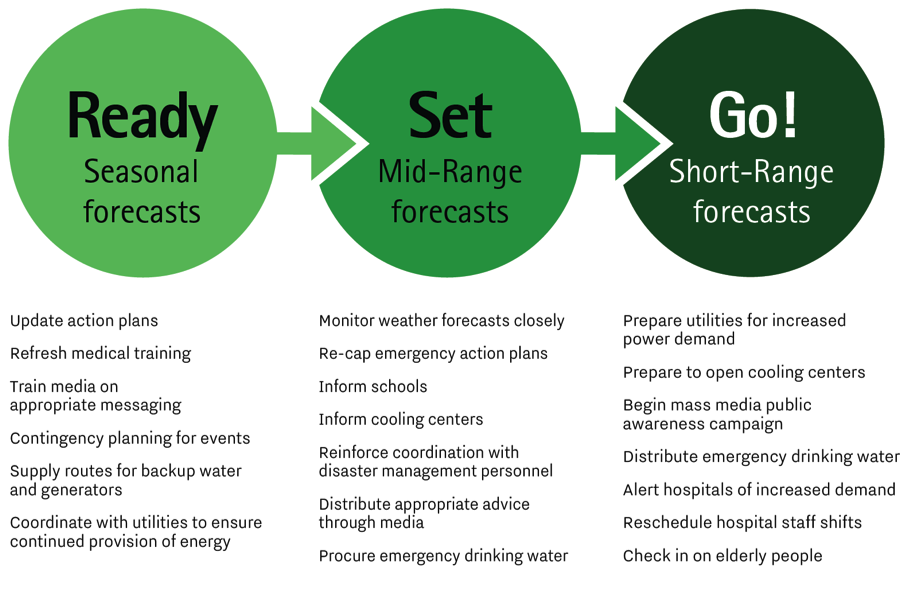 Ready
Seasonal
forecasts
Set
Mid-Range
forecasts
Go!
Short-Range
forecasts
Update action plans
Refresh medical training
Train media on
appropriate messaging
Contingency planning for events
Supply routes for backup water
and generators
Coordinate with utilities to ensure
continued provision of energy
Monitor weather forecasts closely
Re-cap emergency action plans
Inform schools
Inform cooling centers
Reinforce coordination with
disaster management personnel
Distribute appropriate advice
through media
Procure emergency drinking water
Prepare utilities for increased
power demand
Prepare to open cooling centers
Begin mass media public
awareness campaign
Distribute emergency drinking water
Alert hospitals of increased demand
Reschedule hospital staff shifts
Check in on elderly people